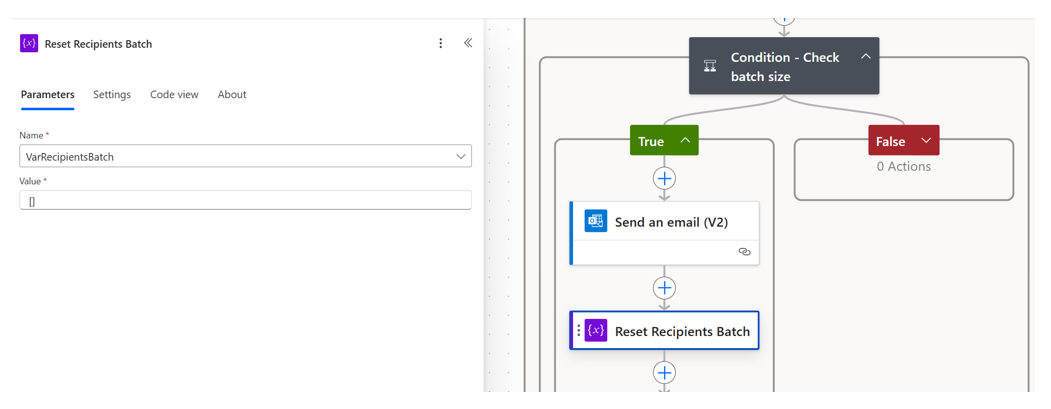 {x} Reset Recipients Batch
Parameters Settings Code view About
Name *
VarRecipientsBatch
Value *
[]
Condition - Check
batch size
True
False
0 Actions
Send an email (V2)
{x} Reset Recipients Batch